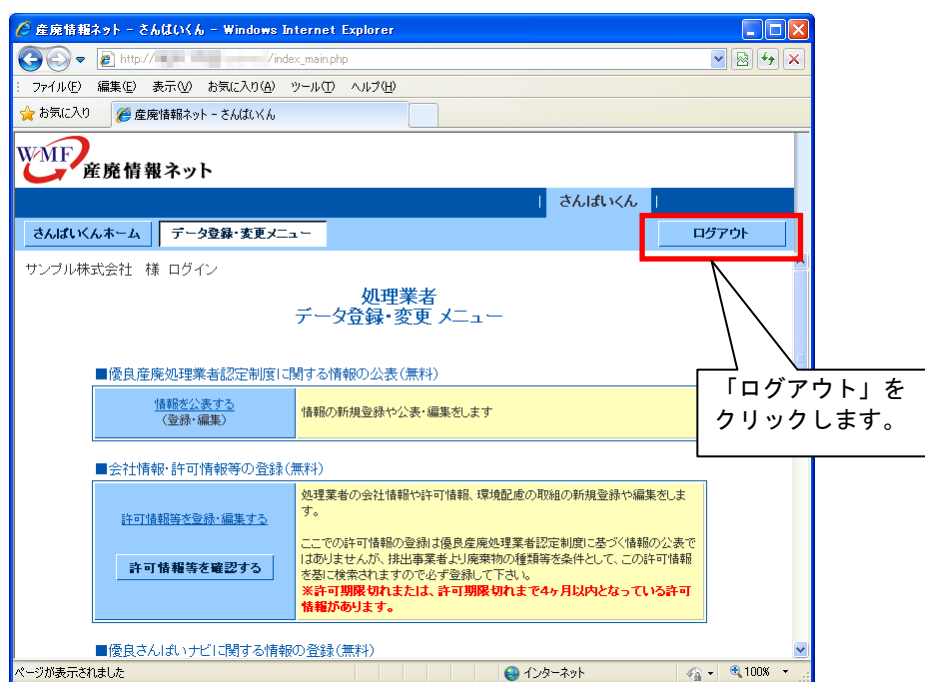 産廃情報ネット - さんぱいくん - Windows Internet Explorer
http:// /index_main.php
ファイル(F) 編集(E) 表示(V) お気に入り(A) ツール(T) ヘルプ(H)
お気に入り 産廃情報ネット - さんぱいくん
WMF 産廃情報ネット
| さんぱいくん |
さんぱいくんホーム データ登録・変更メニュー ログアウト
サンプル株式会社 様 ログイン
処理業者
データ登録・変更 メニュー
「ログアウト」を
クリックします。
■優良産廃処理業者認定制度に関する情報の公表(無料)
情報を公表する
(登録・編集)
情報の新規登録や公表・編集をします
■会社情報・許可情報等の登録(無料)
許可情報等を登録・編集する
許可情報等を確認する
処理業者の会社情報や許可情報、環境配慮の取組の新規登録や編集をしま
す。
ここでの許可情報の登録は優良産廃処理業者認定制度に基づく情報の公表で
はありませんが、排出事業者より廃棄物の種類等を条件として、この許可情報
を基に検索されますので必ず登録して下さい。
※許可期限切れまたは、許可期限切れまで4ヶ月以内となっている許可
情報があります。
■優良さんぱいナビに関する情報の登録(無料)
ページが表示されました インターネット 100%